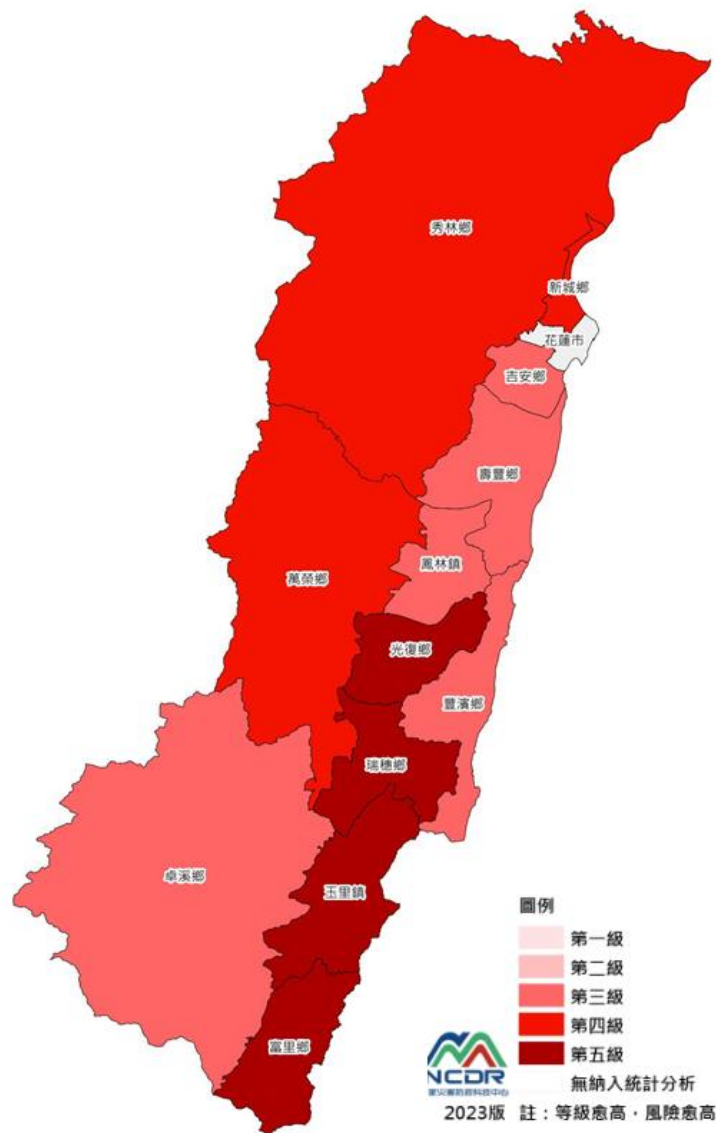 秀林鄉
新城鄉
花蓮市
吉安鄉
壽豐鄉
鳳林鎮
萬榮鄉
光復鄉
豐濱鄉
瑞穗鄉
卓溪鄉
玉里鎮
富里鄉
圖例
第一級
第二級
第三級
第四級
第五級
無納入統計分析
NCDR
2023版 註：等級愈高，風險愈高